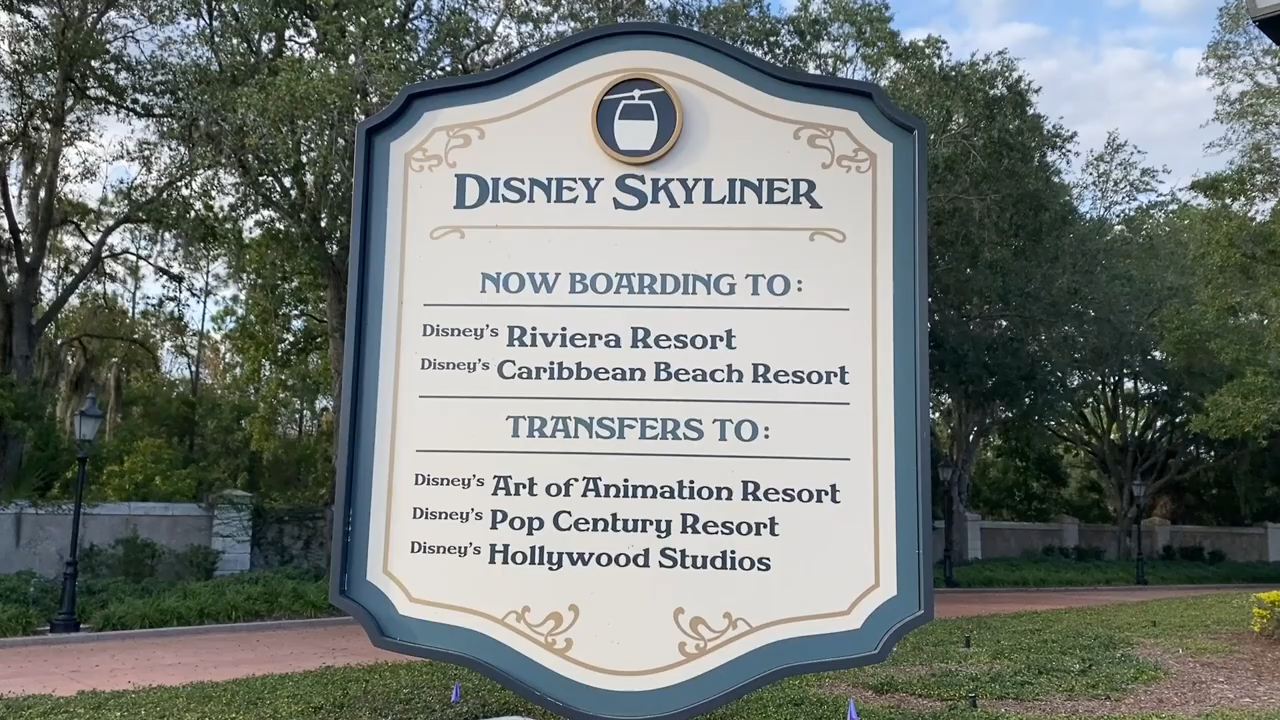 DISNEY SKYLINER
NOW BOARDING TO:
Disney's Riviera Resort
Disney's Caribbean Beach Resort
TRANSFERS TO:
Disney's Art of Animation Resort
Disney's Pop Century Resort
Disney's Hollywood Studios